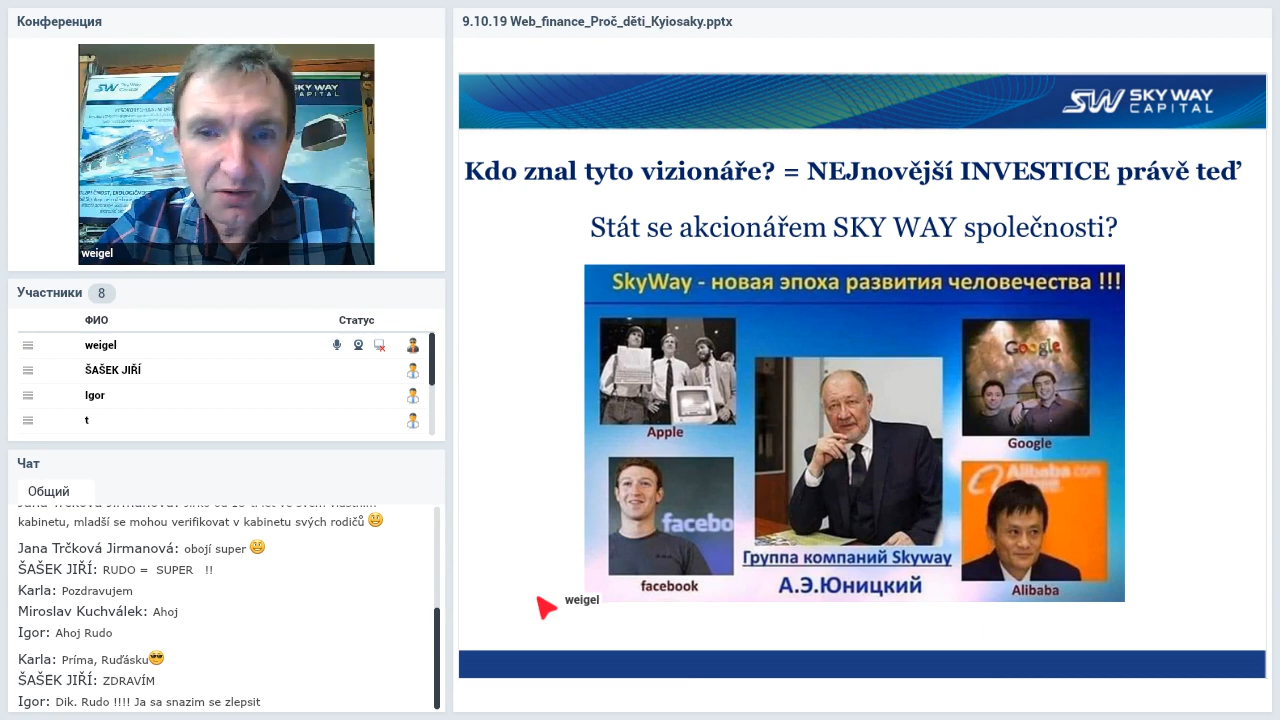 Конференция
SW SKY WAY CAPITAL
weigel
Участники 8
ФИО Статус
weigel
ŠAŠEK JIŘÍ
Igor
t
Чат
Общий
kabinetu, mladší se mohou verifikovat v kabinetu svých rodičů
Jana Trčková Jirmanová: obojí super
ŠAŠEK JIŘÍ: RUDO = SUPER !!
Karla: Pozdravujem
Miroslav Kuchválek: Ahoj
Igor: Ahoj Rudo
Karla: Príma, Ruďásku
ŠAŠEK JIŘÍ: ZDRAVÍM
Igor: Dik. Rudo !!!! Ja sa snazim se zlepsit
9.10.19 Web_finance_Proč_děti_Kyiosaky.pptx
SW SKY WAY
CAPITAL
Kdo znal tyto vizionáře? = NEJnovější INVESTICE právě teď
Stát se akcionářem SKY WAY společnosti?
SkyWay - новая эпоха развития человечества !!!
Apple
Google
Google
facebo
facebook
Группа компаний Skyway
А.Э.Юницкий
Alibaba.com
Alibaba
weigel